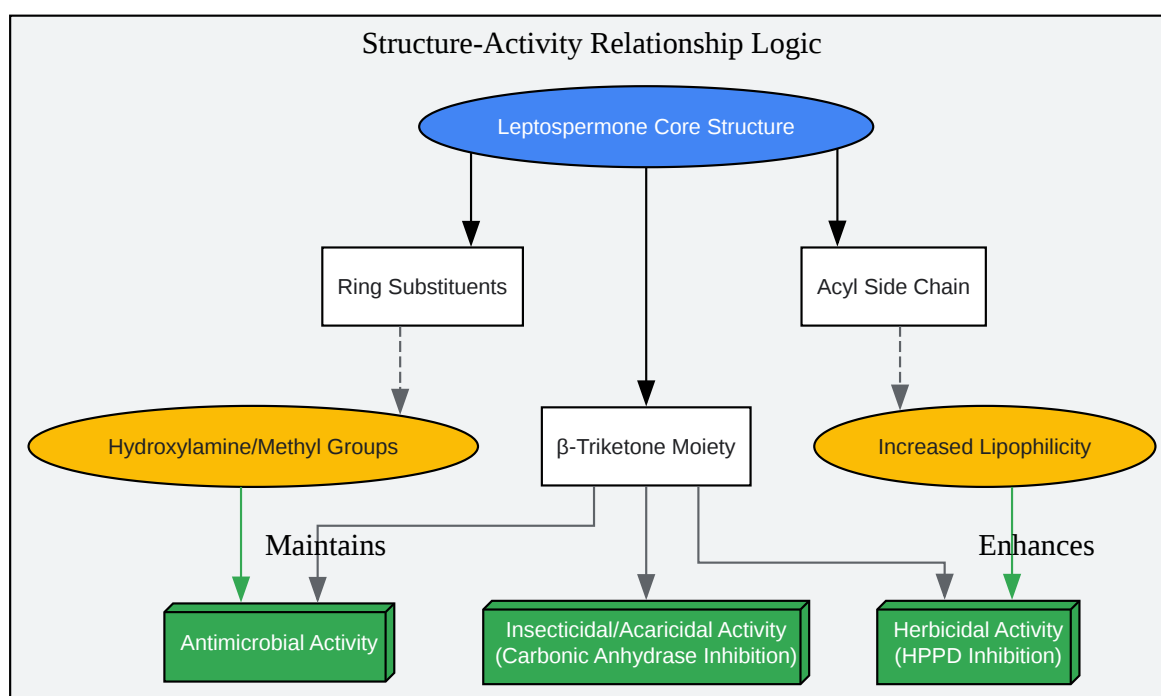 Structure-Activity Relationship Logic
Leptospermone Core Structure
Ring Substituents
Acyl Side Chain
Hydroxylamine/Methyl Groups
β-Triketone Moiety
Increased Lipophilicity
Maintains
Enhances
Antimicrobial Activity
Insecticidal/Acaricidal Activity
(Carbonic Anhydrase Inhibition)
Herbicidal Activity
(HPPD Inhibition)